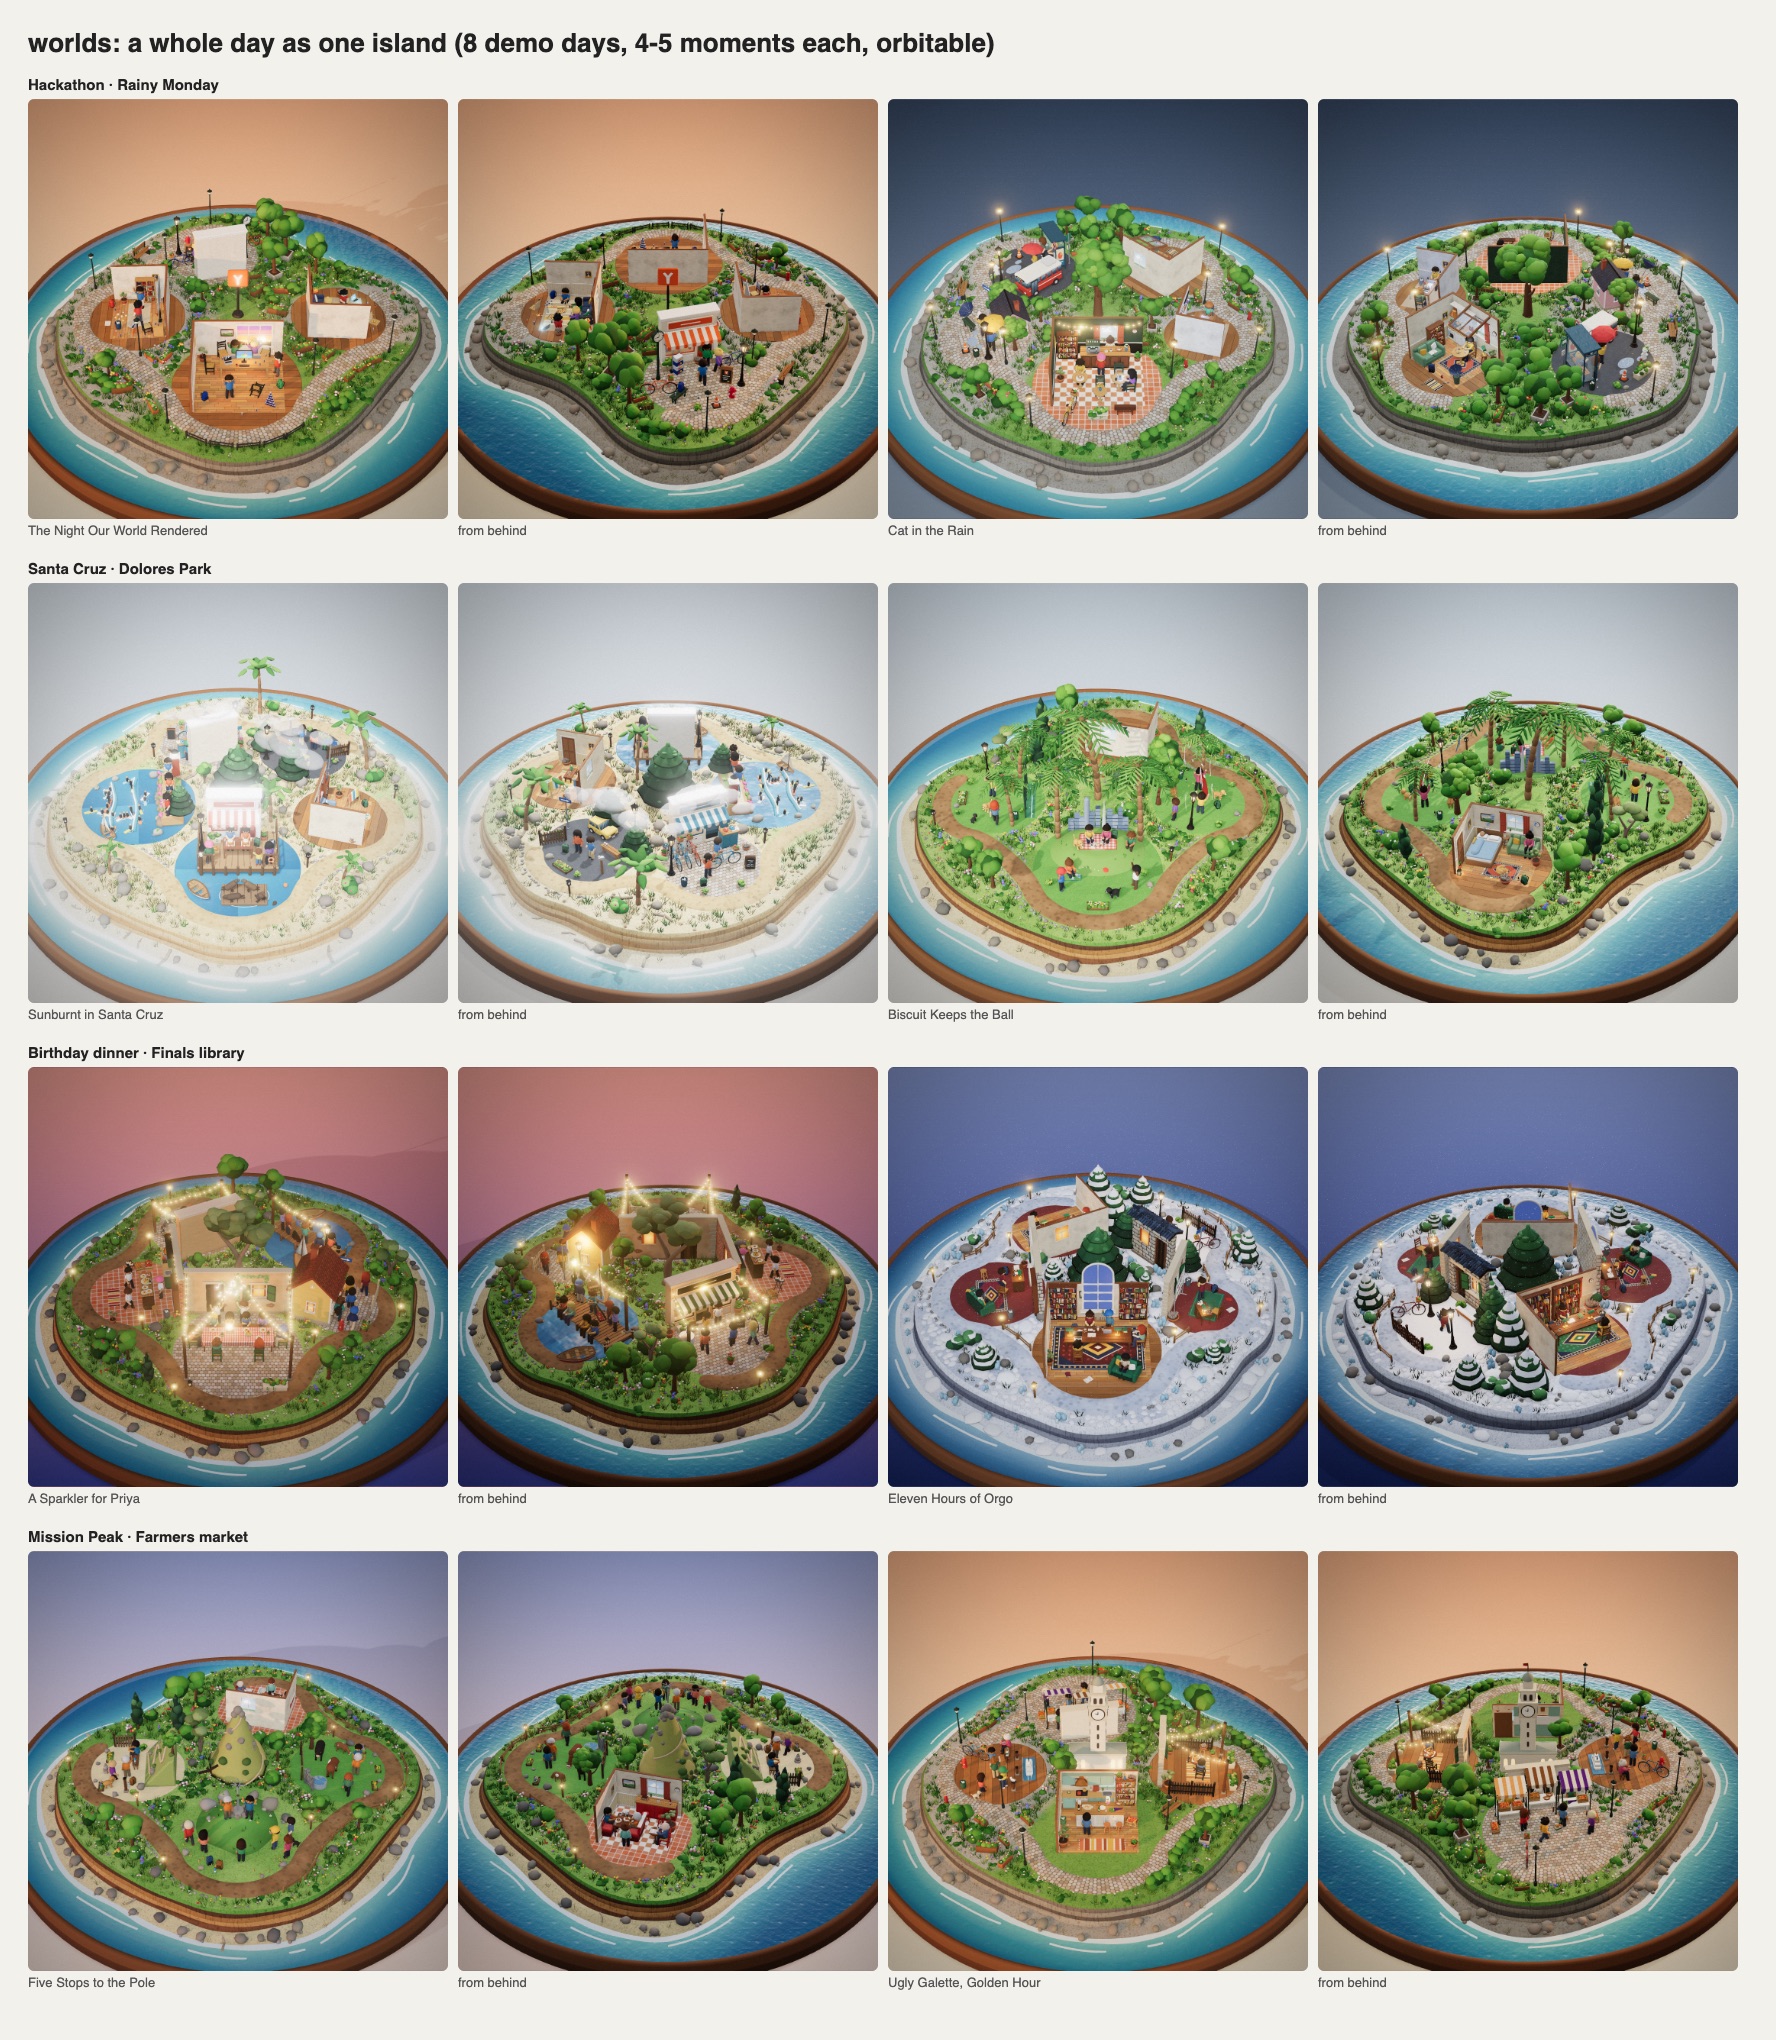 worlds: a whole day as one island (8 demo days, 4-5 moments each, orbitable)
Hackathon · Rainy Monday
Y
Y
The Night Our World Rendered
from behind
Cat in the Rain
from behind
Santa Cruz · Dolores Park
Sunburnt in Santa Cruz
from behind
Biscuit Keeps the Ball
from behind
Birthday dinner · Finals library
A Sparkler for Priya
from behind
Eleven Hours of Orgo
from behind
Mission Peak · Farmers market
Five Stops to the Pole
from behind
Ugly Galette, Golden Hour
from behind